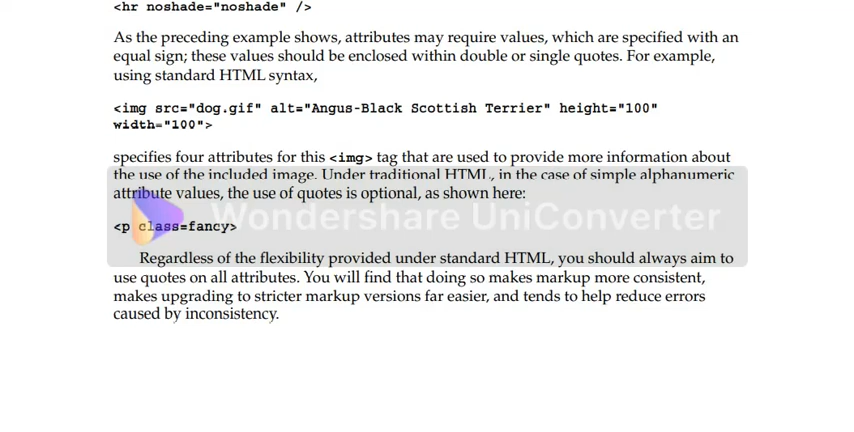 <hr noshade="noshade" />
As the preceding example shows, attributes may require values, which are specified with an
equal sign; these values should be enclosed within double or single quotes. For example,
using standard HTML syntax,
<img src="dog.gif" alt="Angus-Black Scottish Terrier" height="100"
width="100">
specifies four attributes for this <img> tag that are used to provide more information about
the use of the included image. Under traditional HTML, in the case of simple alphanumeric
attribute values, the use of quotes is optional, as shown here:
Wondershare UniConverter
<p class=fancy>
Regardless of the flexibility provided under standard HTML, you should always aim to
use quotes on all attributes. You will find that doing so makes markup more consistent,
makes upgrading to stricter markup versions far easier, and tends to help reduce errors
caused by inconsistency.